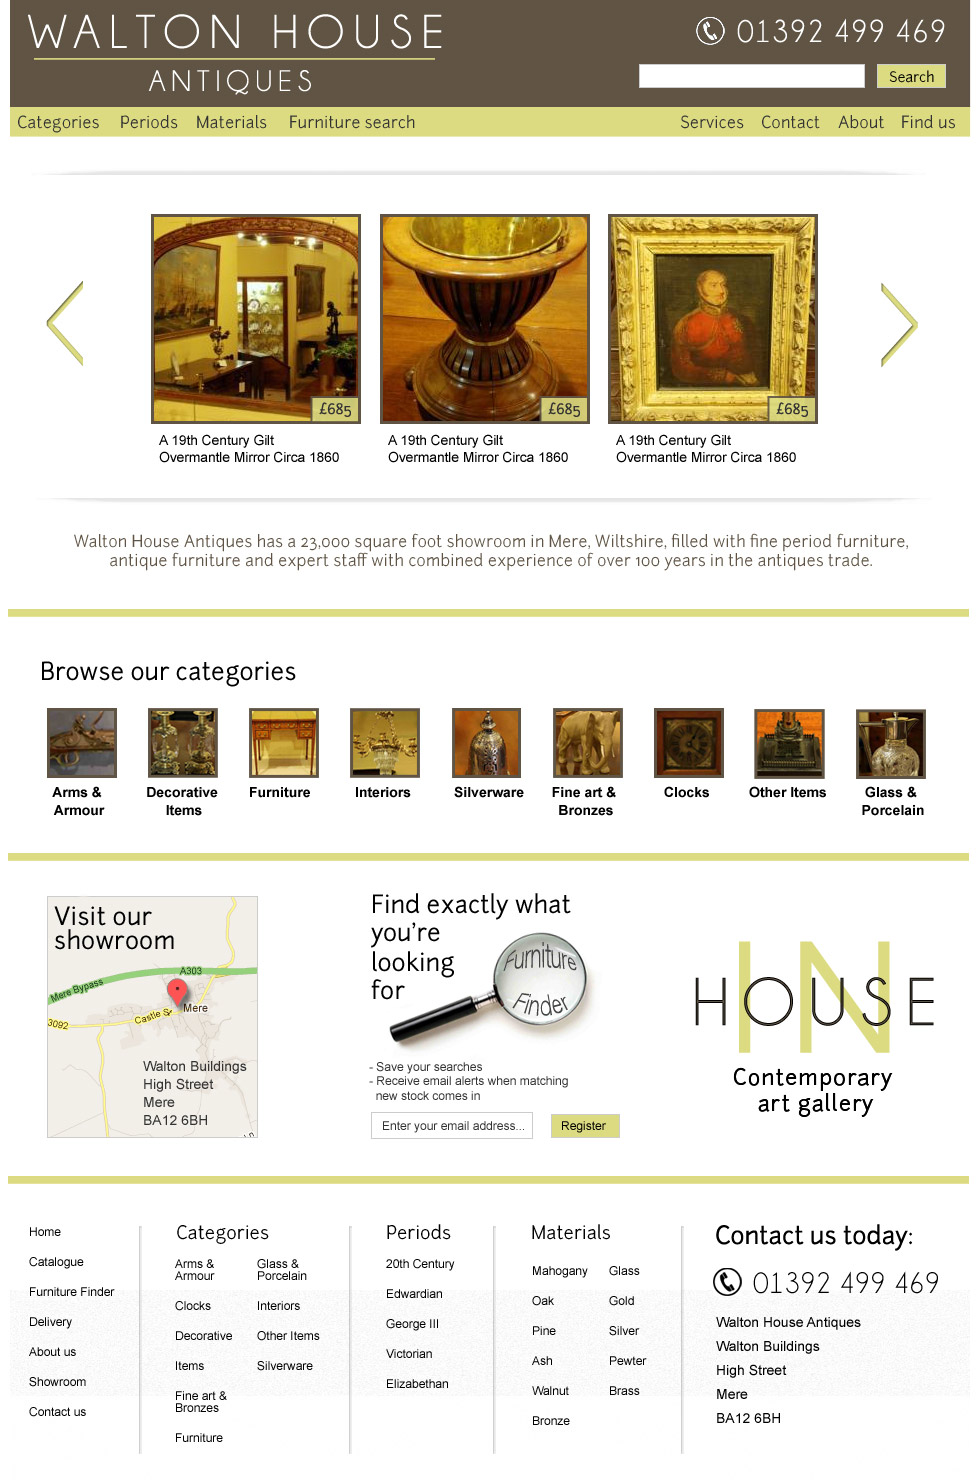 WALTON HOUSE
ANTIQUES
01392 499 469
Search
Categories Periods Materials Furniture search Services Contact About Find us
£685
£685
£685
A 19th Century Gilt
Overmantle Mirror Circa 1860
A 19th Century Gilt
Overmantle Mirror Circa 1860
A 19th Century Gilt
Overmantle Mirror Circa 1860
Walton House Antiques has a 23,000 square foot showroom in Mere, Wiltshire, filled with fine period furniture,
antique furniture and expert staff with combined experience of over 100 years in the antiques trade.
Browse our categories
Arms &
Armour
Decorative
Items
Furniture
Interiors
Silverware
Fine art &
Bronzes
Clocks
Other Items
Glass &
Porcelain
Visit our
showroom
A303
Mere Bypass
Mere
Castle St
3092
Walton Buildings
High Street
Mere
BA12 6BH
Find exactly what
you're
looking
for
Furniture
Finder
- Save your searches
- Receive email alerts when matching
new stock comes in
Enter your email address...
Register
IN
HOUSE
Contemporary
art gallery
Home
Catalogue
Furniture Finder
Delivery
About us
Showroom
Contact us
Categories
Arms &
Armour
Clocks
Decorative
Items
Fine art &
Bronzes
Furniture
Glass &
Porcelain
Interiors
Other Items
Silverware
Periods
20th Century
Edwardian
George III
Victorian
Elizabethan
Materials
Mahogany
Oak
Pine
Ash
Walnut
Bronze
Glass
Gold
Silver
Pewter
Brass
Contact us today:
01392 499 469
Walton House Antiques
Walton Buildings
High Street
Mere
BA12 6BH